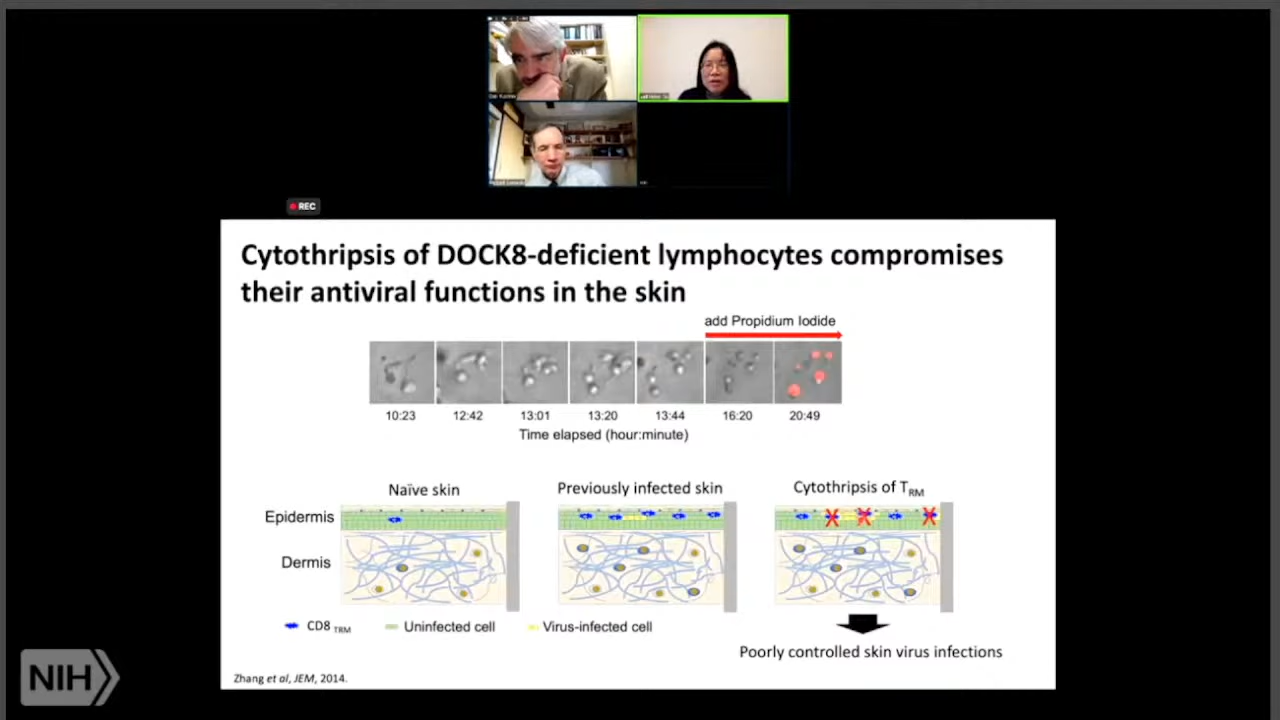 REC
Cytothripsis of DOCK8-deficient lymphocytes compromises
their antiviral functions in the skin
add Propidium Iodide
10:23 12:42 13:01 13:20 13:44 16:20 20:49
Time elapsed (hour:minute)
Naïve skin Previously infected skin Cytothripsis of TRM
Epidermis
Dermis
CD8 TRM Uninfected cell Virus-infected cell
Poorly controlled skin virus infections
NIH
Zhang et al, JEM, 2014.